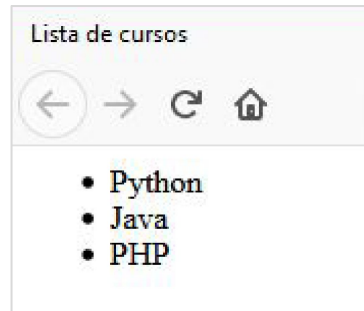 Lista de cursos
• Python
• Java
• PHP